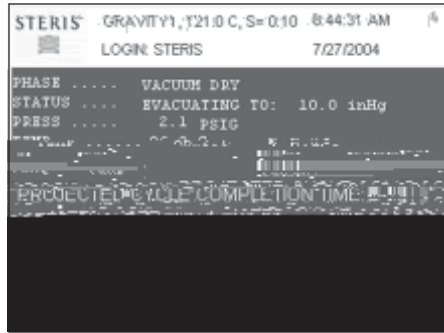 STERIS GRAVITY1, 121.0 C, S= 0:10 8:44:31 AM
LOGIN: STERIS 7/27/2004
PHASE ..... VACUUM DRY
STATUS .... EVACUATING TO: 10.0 inHg
PRESS ..... 2.1 PSIG
PROJECTED CYCLE COMPLETION TIME